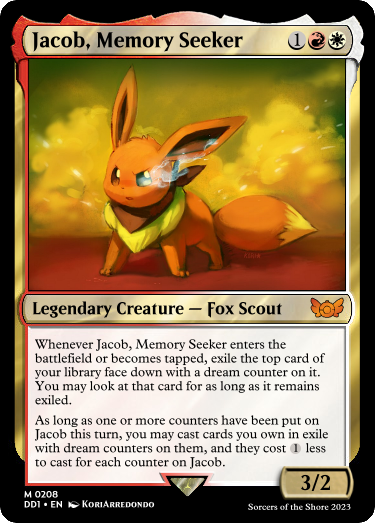 Jacob, Memory Seeker 1
Legendary Creature — Fox Scout
Whenever Jacob, Memory Seeker enters the
battlefield or becomes tapped, exile the top card of
your library face down with a dream counter on it.
You may look at that card for as long as it remains
exiled.
As long as one or more counters have been put on
Jacob this turn, you may cast cards you own in exile
with dream counters on them, and they cost 1 less
to cast for each counter on Jacob.
3/2
M 0208
DD1 • EN KoriArredondo
Sorcers of the Shore 2023